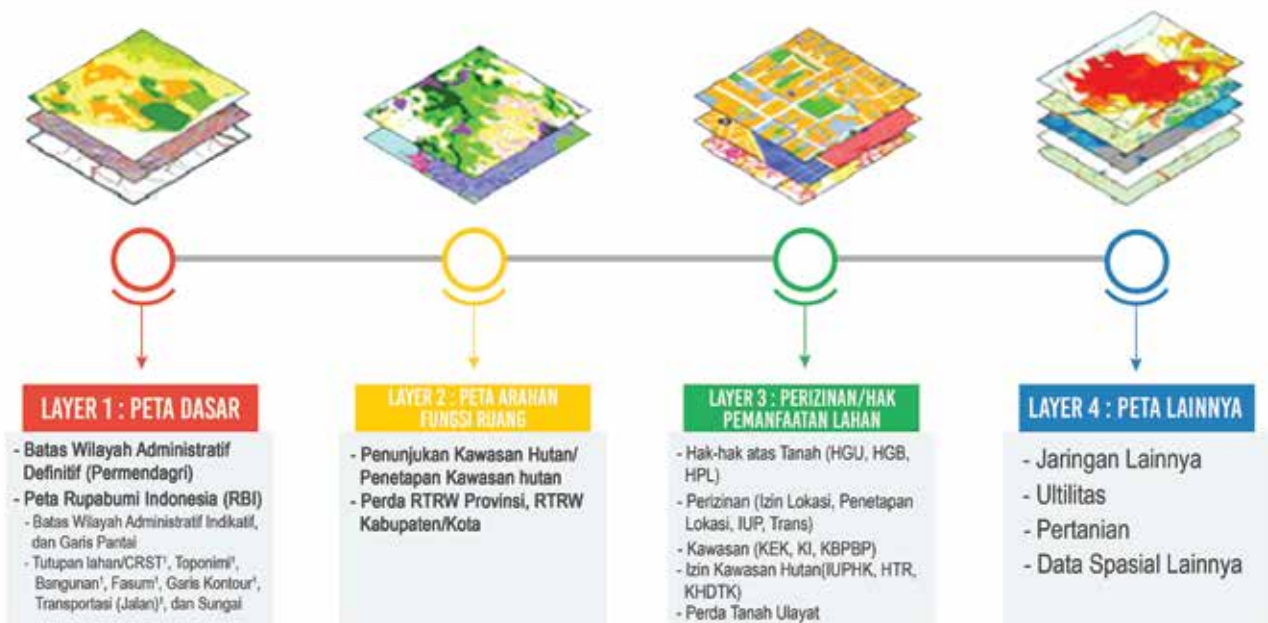 LAYER 1 : PETA DASAR
- Batas Wilayah Administratif
Definitif (Permendagri)
- Peta Rupabumi Indonesia (RBI)
- Batas Wilayah Administratif Indikatif,
dan Garis Pantai
- Tutupan lahan/CRST¹, Toponimi¹,
Bangunan¹, Fasum¹, Garis Kontour¹,
Transportasi (Jalan)¹, dan Sungai
LAYER 2 : PETA ARAHAN
FUNGSI RUANG
- Penunjukan Kawasan Hutan/
Penetapan Kawasan hutan
- Perda RTRW Provinsi, RTRW
Kabupaten/Kota
LAYER 3 : PERIZINAN/HAK
PEMANFAATAN LAHAN
- Hak-hak atas Tanah (HGU, HGB,
HPL)
- Perizinan (Izin Lokasi, Penetapan
Lokasi, IUP, Trans)
- Kawasan (KEK, KI, KBPBP)
- Izin Kawasan Hutan(IUPHK, HTR,
KHDTK)
- Perda Tanah Ulayat
LAYER 4 : PETA LAINNYA
- Jaringan Lainnya
- Ultilitas
- Pertanian
- Data Spasial Lainnya